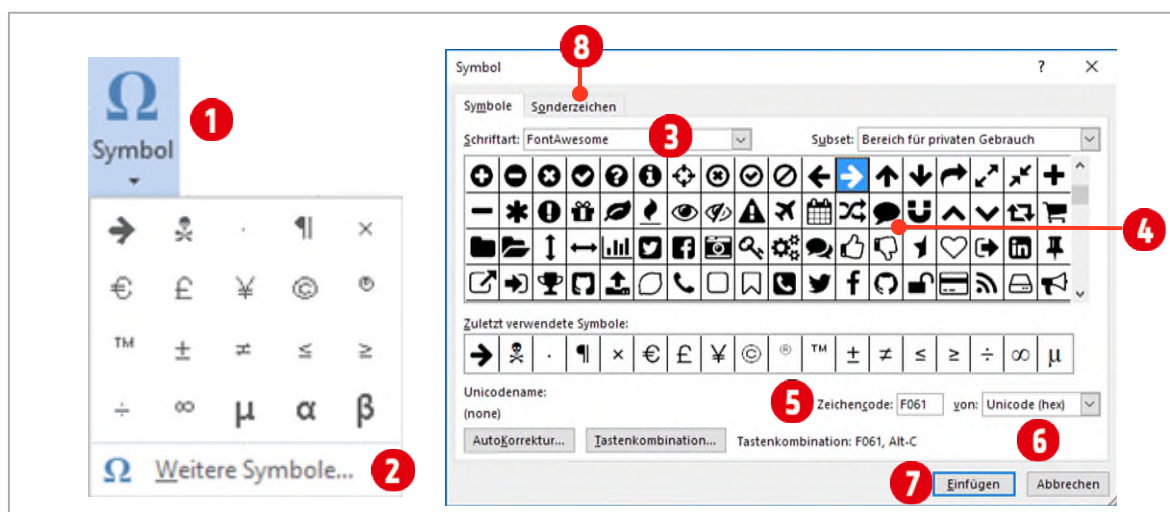 8
Symbol ? ×
Ω
1
Symbol
Symbole Sonderzeichen
Schriftart: FontAwesome 3 Subset: Bereich für privaten Gebrauch
4
· ¶ ×
€ £ ¥ © ®
™ ± ≠ ≤ ≥
÷ ∞ µ α β
Ω Weitere Symbole... 2
Zuletzt verwendete Symbole:
➔ ☠ · ¶ × € £ ¥ © ® ™ ± ≠ ≤ ≥ ÷ ∞ µ
Unicodename:
(none)
5 Zeichencode: F061 von: Unicode (hex)
AutoKorrektur... Tastenkombination... Tastenkombination: F061, Alt-C 6
7 Einfügen Abbrechen